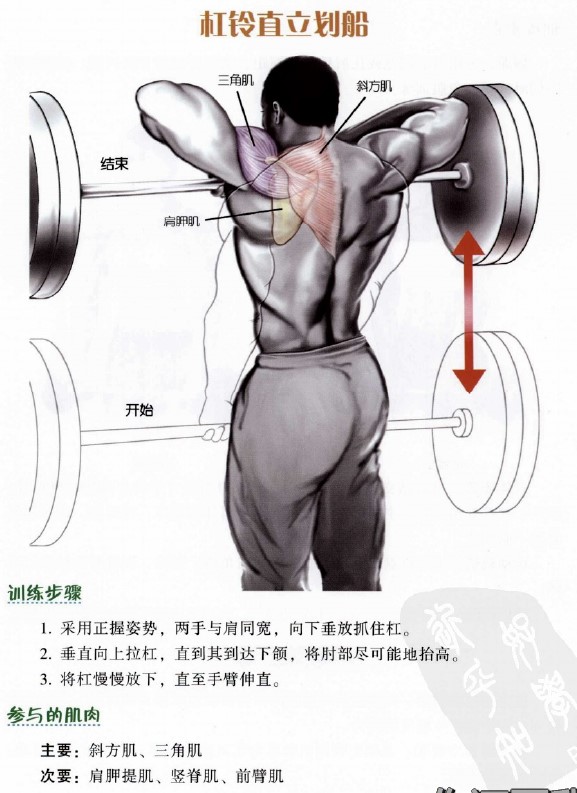 杠铃直立划船
三角肌
斜方肌
结束
肩胛肌
开始
训练步骤
1. 采用正握姿势，两手与肩同宽，向下垂放抓住杠。
2. 垂直向上拉杠，直到其到达下颌，将肘部尽可能地抬高。
3. 将杠慢慢放下，直至手臂伸直。
参与的肌肉
主要：斜方肌、三角肌
次要：肩胛提肌、竖脊肌、前臂肌